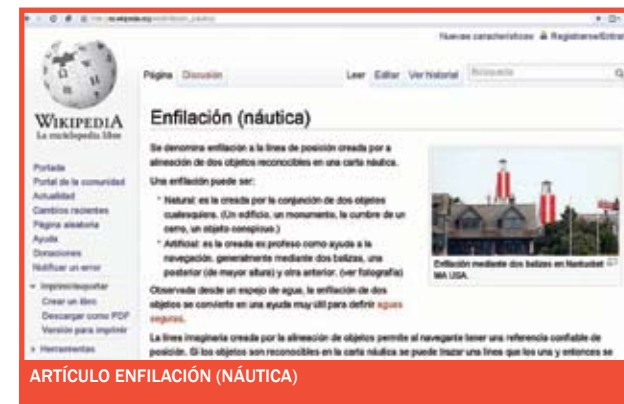 es.wikipedia.org
Nuevas características Registrarse/Entrar
Página Discusión Leer Editar Ver historial Búsqueda
WIKIPEDIA
La enciclopedia libre
Portada
Portal de la comunidad
Actualidad
Cambios recientes
Página aleatoria
Ayuda
Donaciones
Notificar un error
Imprimir/exportar
Crear un libro
Descargar como PDF
Versión para imprimir
Herramientas
Enfilación (náutica)
Se denomina enfilación a la línea de posición creada por a
alineación de dos objetos reconocibles en una carta náutica.
Una enfilación puede ser:
* Natural: es la creada por la conjunción de dos objetos
cualesquiera. (Un edificio, un monumento, la cumbre de un
cerro, un objeto conspicuo.)
* Artificial: es la creada ex profeso como ayuda a la
navegación, generalmente mediante dos balizas, una
posterior (de mayor altura) y otra anterior. (ver fotografía)
Observada desde un espejo de agua, la enfilación de dos
objetos se convierte en una ayuda muy útil para definir aguas
seguras.
La línea imaginaria creada por la alineación de objetos permite al navegante tener una referencia confiable de
posición. Si los objetos son reconocibles en la carta náutica se puede trazar una línea que los una y entonces se
Enfilación mediante dos balizas en Nantucket
MA USA.
ARTÍCULO ENFILACIÓN (NÁUTICA)